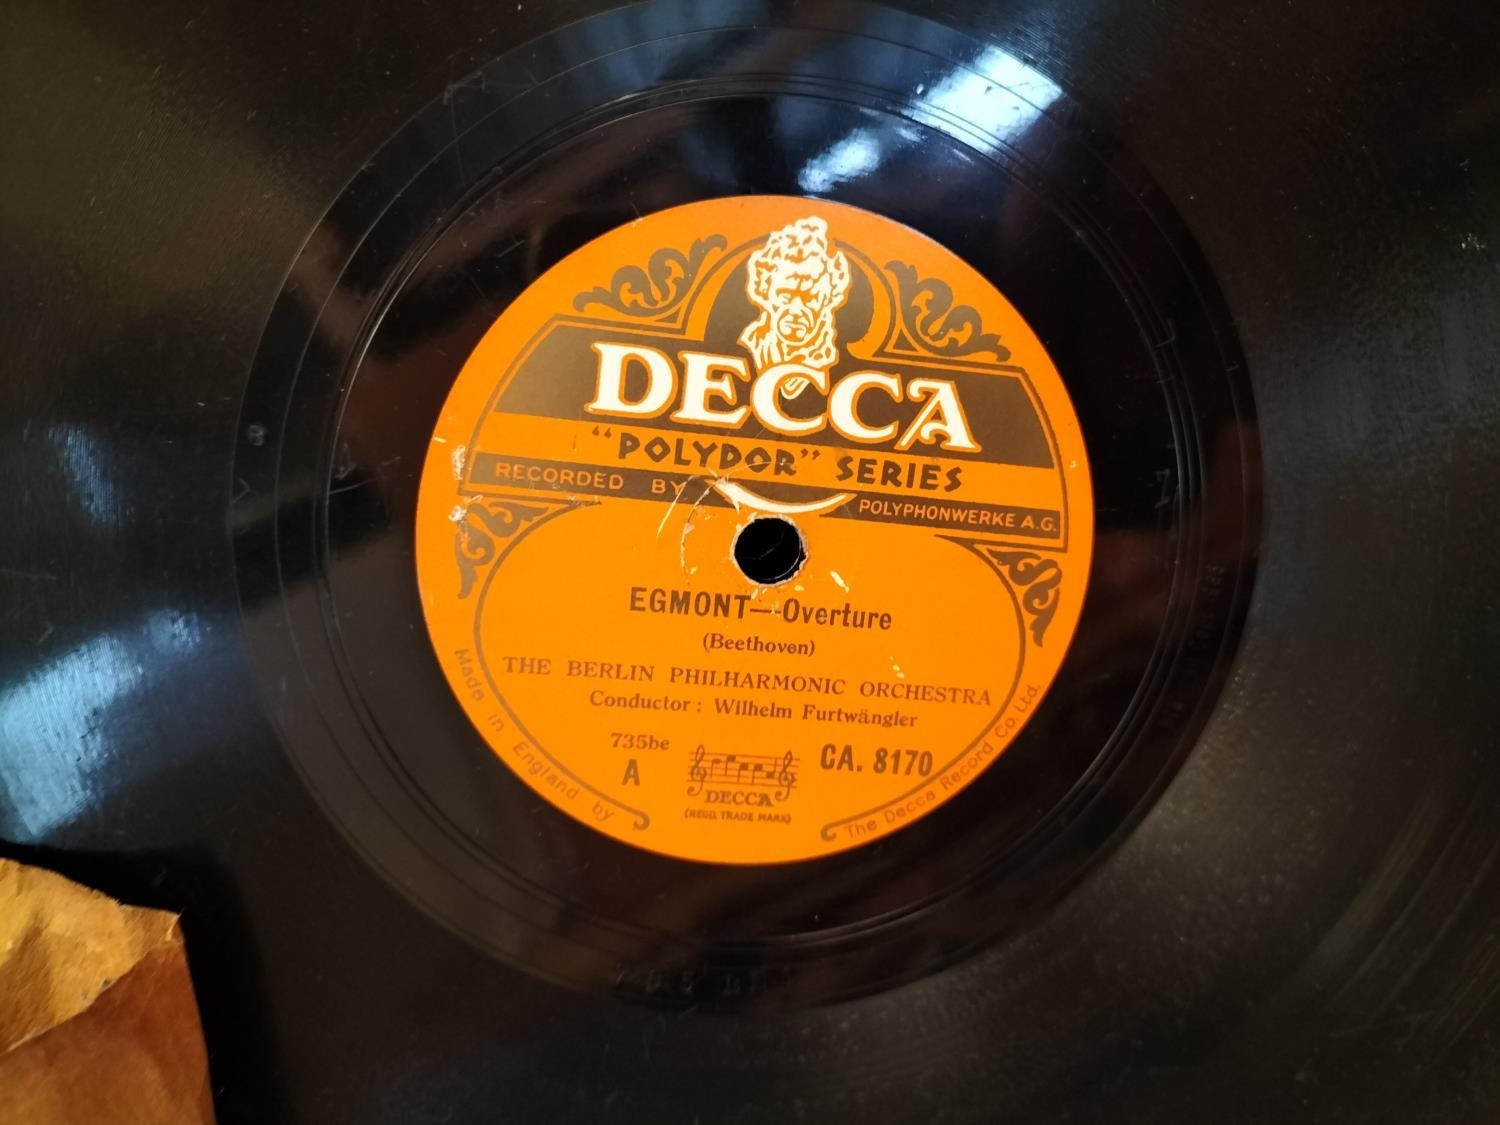 DECCA
"POLYDOR" SERIES
RECORDED BY POLYPHONWERKE A.G.
EGMONT—Overture
(Beethoven)
THE BERLIN PHILHARMONIC ORCHESTRA
Conductor: Wilhelm Furtwängler
735be
A
CA. 8170
DECCA
(REGD. TRADE MARK)
Made in England by The Decca Record Co. Ltd.